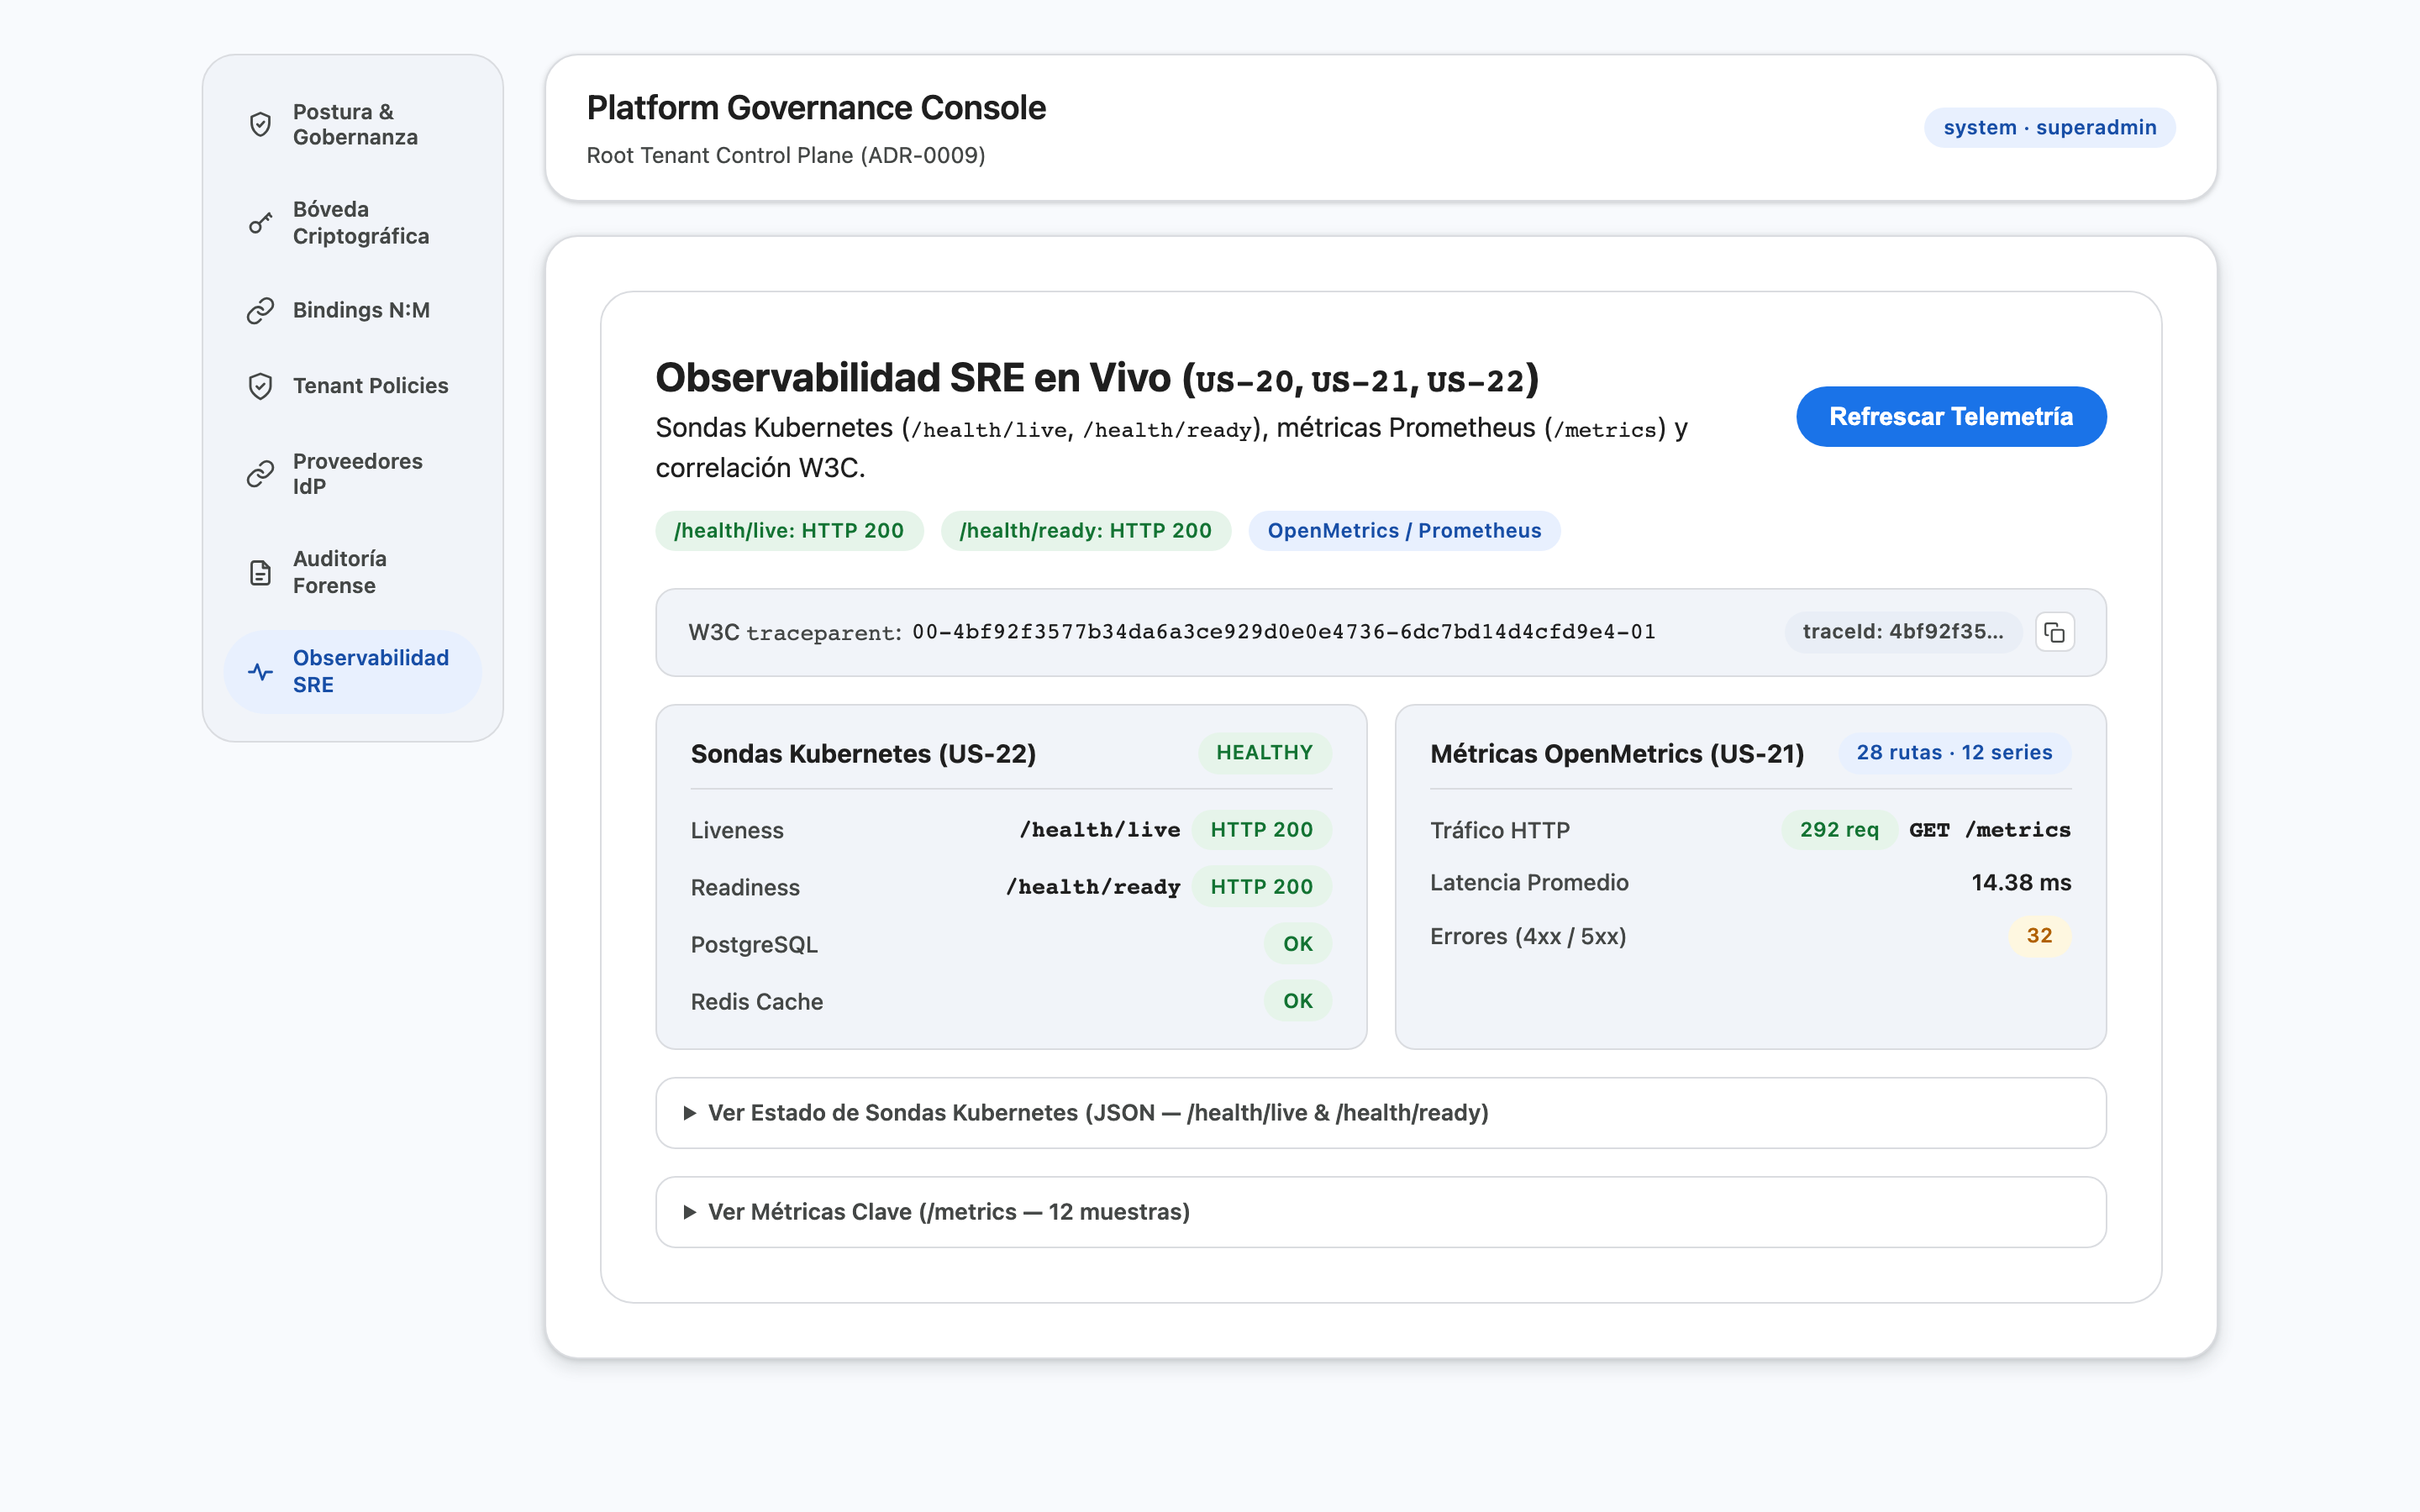 Postura &
Gobernanza
Bóveda
Criptográfica
Bindings N:M
Tenant Policies
Proveedores
IdP
Auditoría
Forense
Observabilidad
SRE
Platform Governance Console
Root Tenant Control Plane (ADR-0009)
system · superadmin
Observabilidad SRE en Vivo (US-20, US-21, US-22)
Sondas Kubernetes (/health/live, /health/ready), métricas Prometheus (/metrics) y
correlación W3C.
Refrescar Telemetría
/health/live: HTTP 200 /health/ready: HTTP 200 OpenMetrics / Prometheus
W3C traceparent: 00-4bf92f3577b34da6a3ce929d0e0e4736-6dc7bd14d4cfd9e4-01 traceId: 4bf92f35...
Sondas Kubernetes (US-22) HEALTHY
Liveness /health/live HTTP 200
Readiness /health/ready HTTP 200
PostgreSQL OK
Redis Cache OK
Métricas OpenMetrics (US-21) 28 rutas · 12 series
Tráfico HTTP 292 req GET /metrics
Latencia Promedio 14.38 ms
Errores (4xx / 5xx) 32
Ver Estado de Sondas Kubernetes (JSON — /health/live & /health/ready)
Ver Métricas Clave (/metrics — 12 muestras)